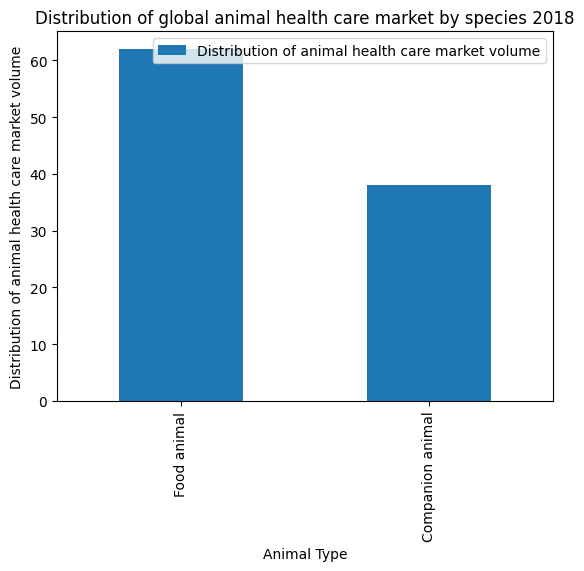 Distribution of global animal health care market by species 2018
Distribution of animal health care market volume
Distribution of animal health care market volume
60
50
40
30
20
10
0
Food animal
Companion animal
Animal Type